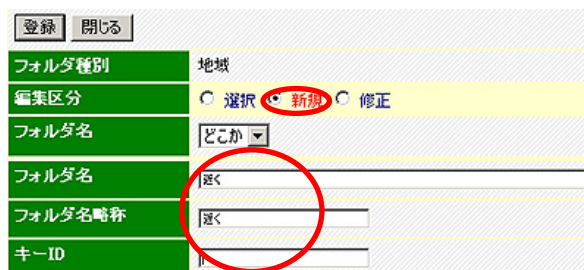 登録 閉じる
フォルダ種別 地域
編集区分 選択 新規 修正
フォルダ名 どこか
フォルダ名 近く
フォルダ名略称 近く
キーID